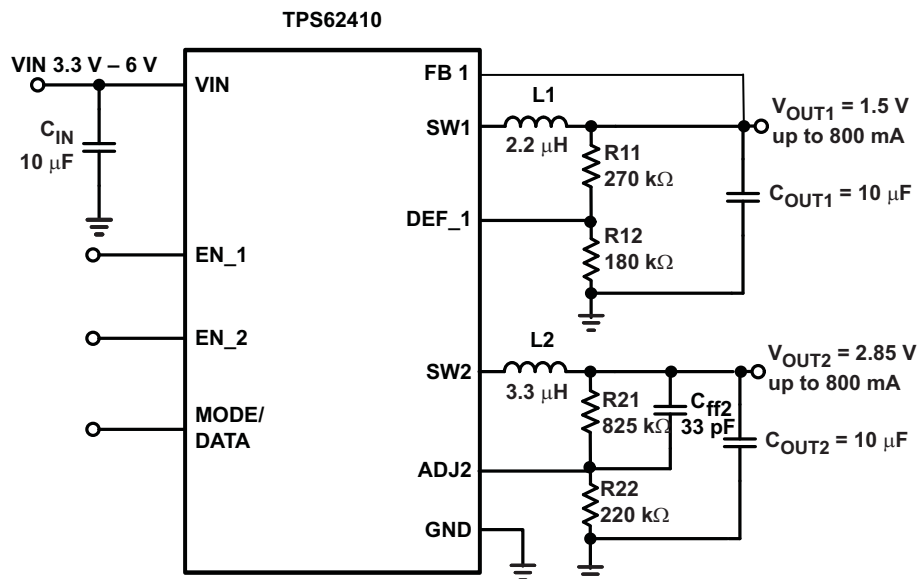 TPS62410
VIN 3.3 V – 6 V
VIN
FB 1
L1
SW1
2.2 μH
V_OUT1 = 1.5 V
up to 800 mA
C_IN
10 μF
R11
270 kΩ
C_OUT1 = 10 μF
DEF_1
R12
180 kΩ
EN_1
EN_2
L2
SW2
3.3 μH
V_OUT2 = 2.85 V
up to 800 mA
R21
825 kΩ
C_ff2
33 pF
C_OUT2 = 10 μF
MODE/
DATA
ADJ2
R22
220 kΩ
GND